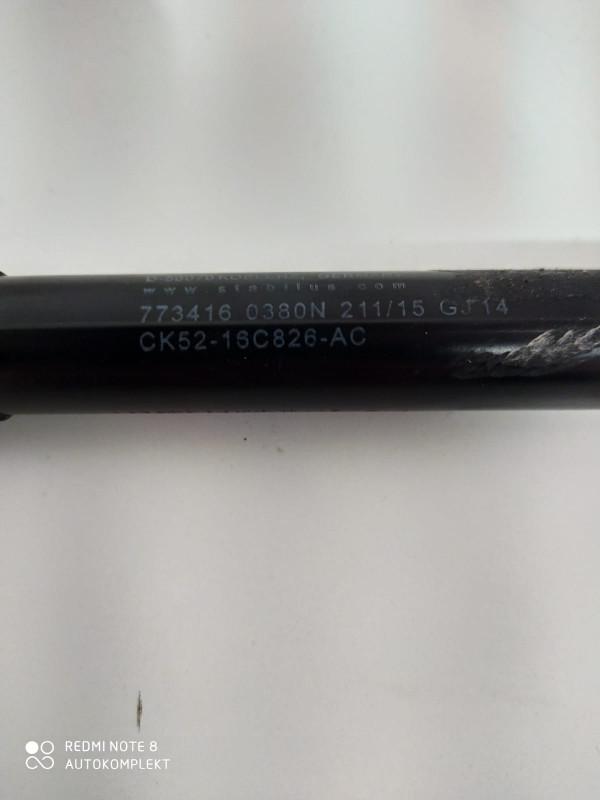 www.stabilus.com
773416 0380N 211/15 GJ14
CK52-16C826-AC
REDMI NOTE 8
AUTOKOMPLEKT